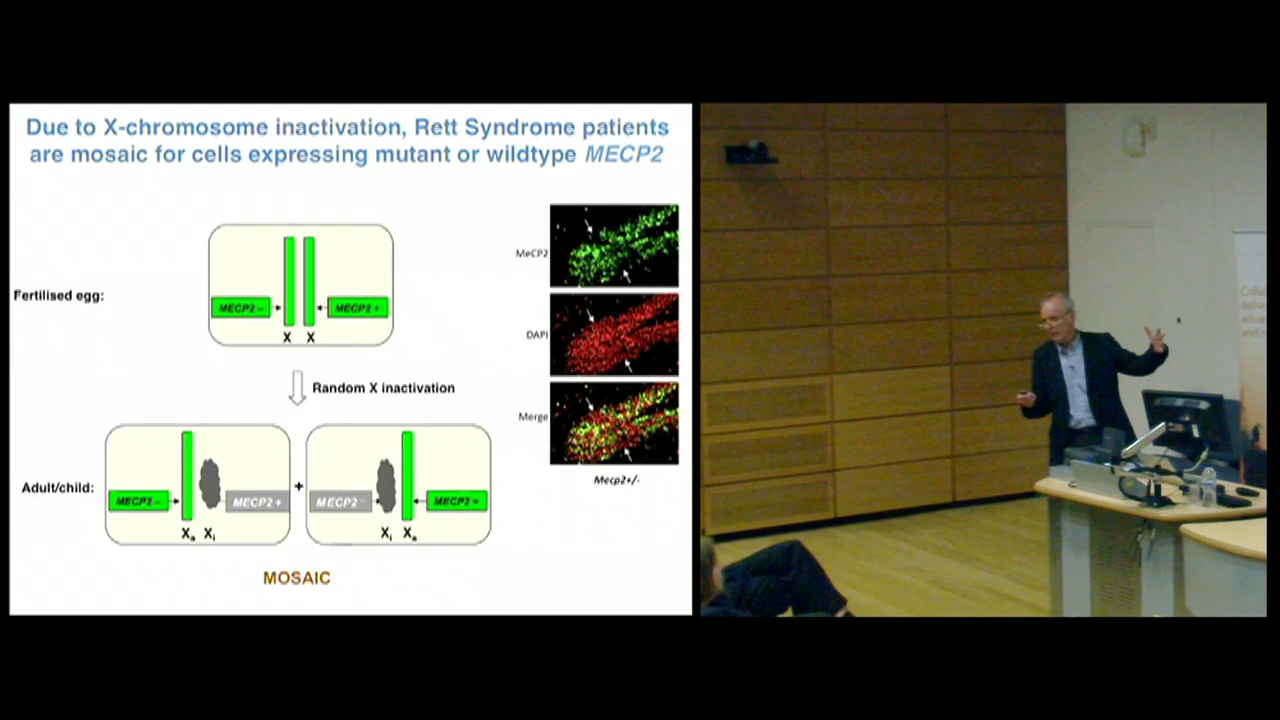 Due to X-chromosome inactivation, Rett Syndrome patients
are mosaic for cells expressing mutant or wildtype MECP2
Fertilised egg:
MECP2 –
MECP2 +
X X
Random X inactivation
Adult/child:
MECP2 –
MECP2 +
+
MECP2 –
MECP2 +
Xa Xi
Xi Xa
MOSAIC
MeCP2
DAPI
Merge
Mecp2+/-
and